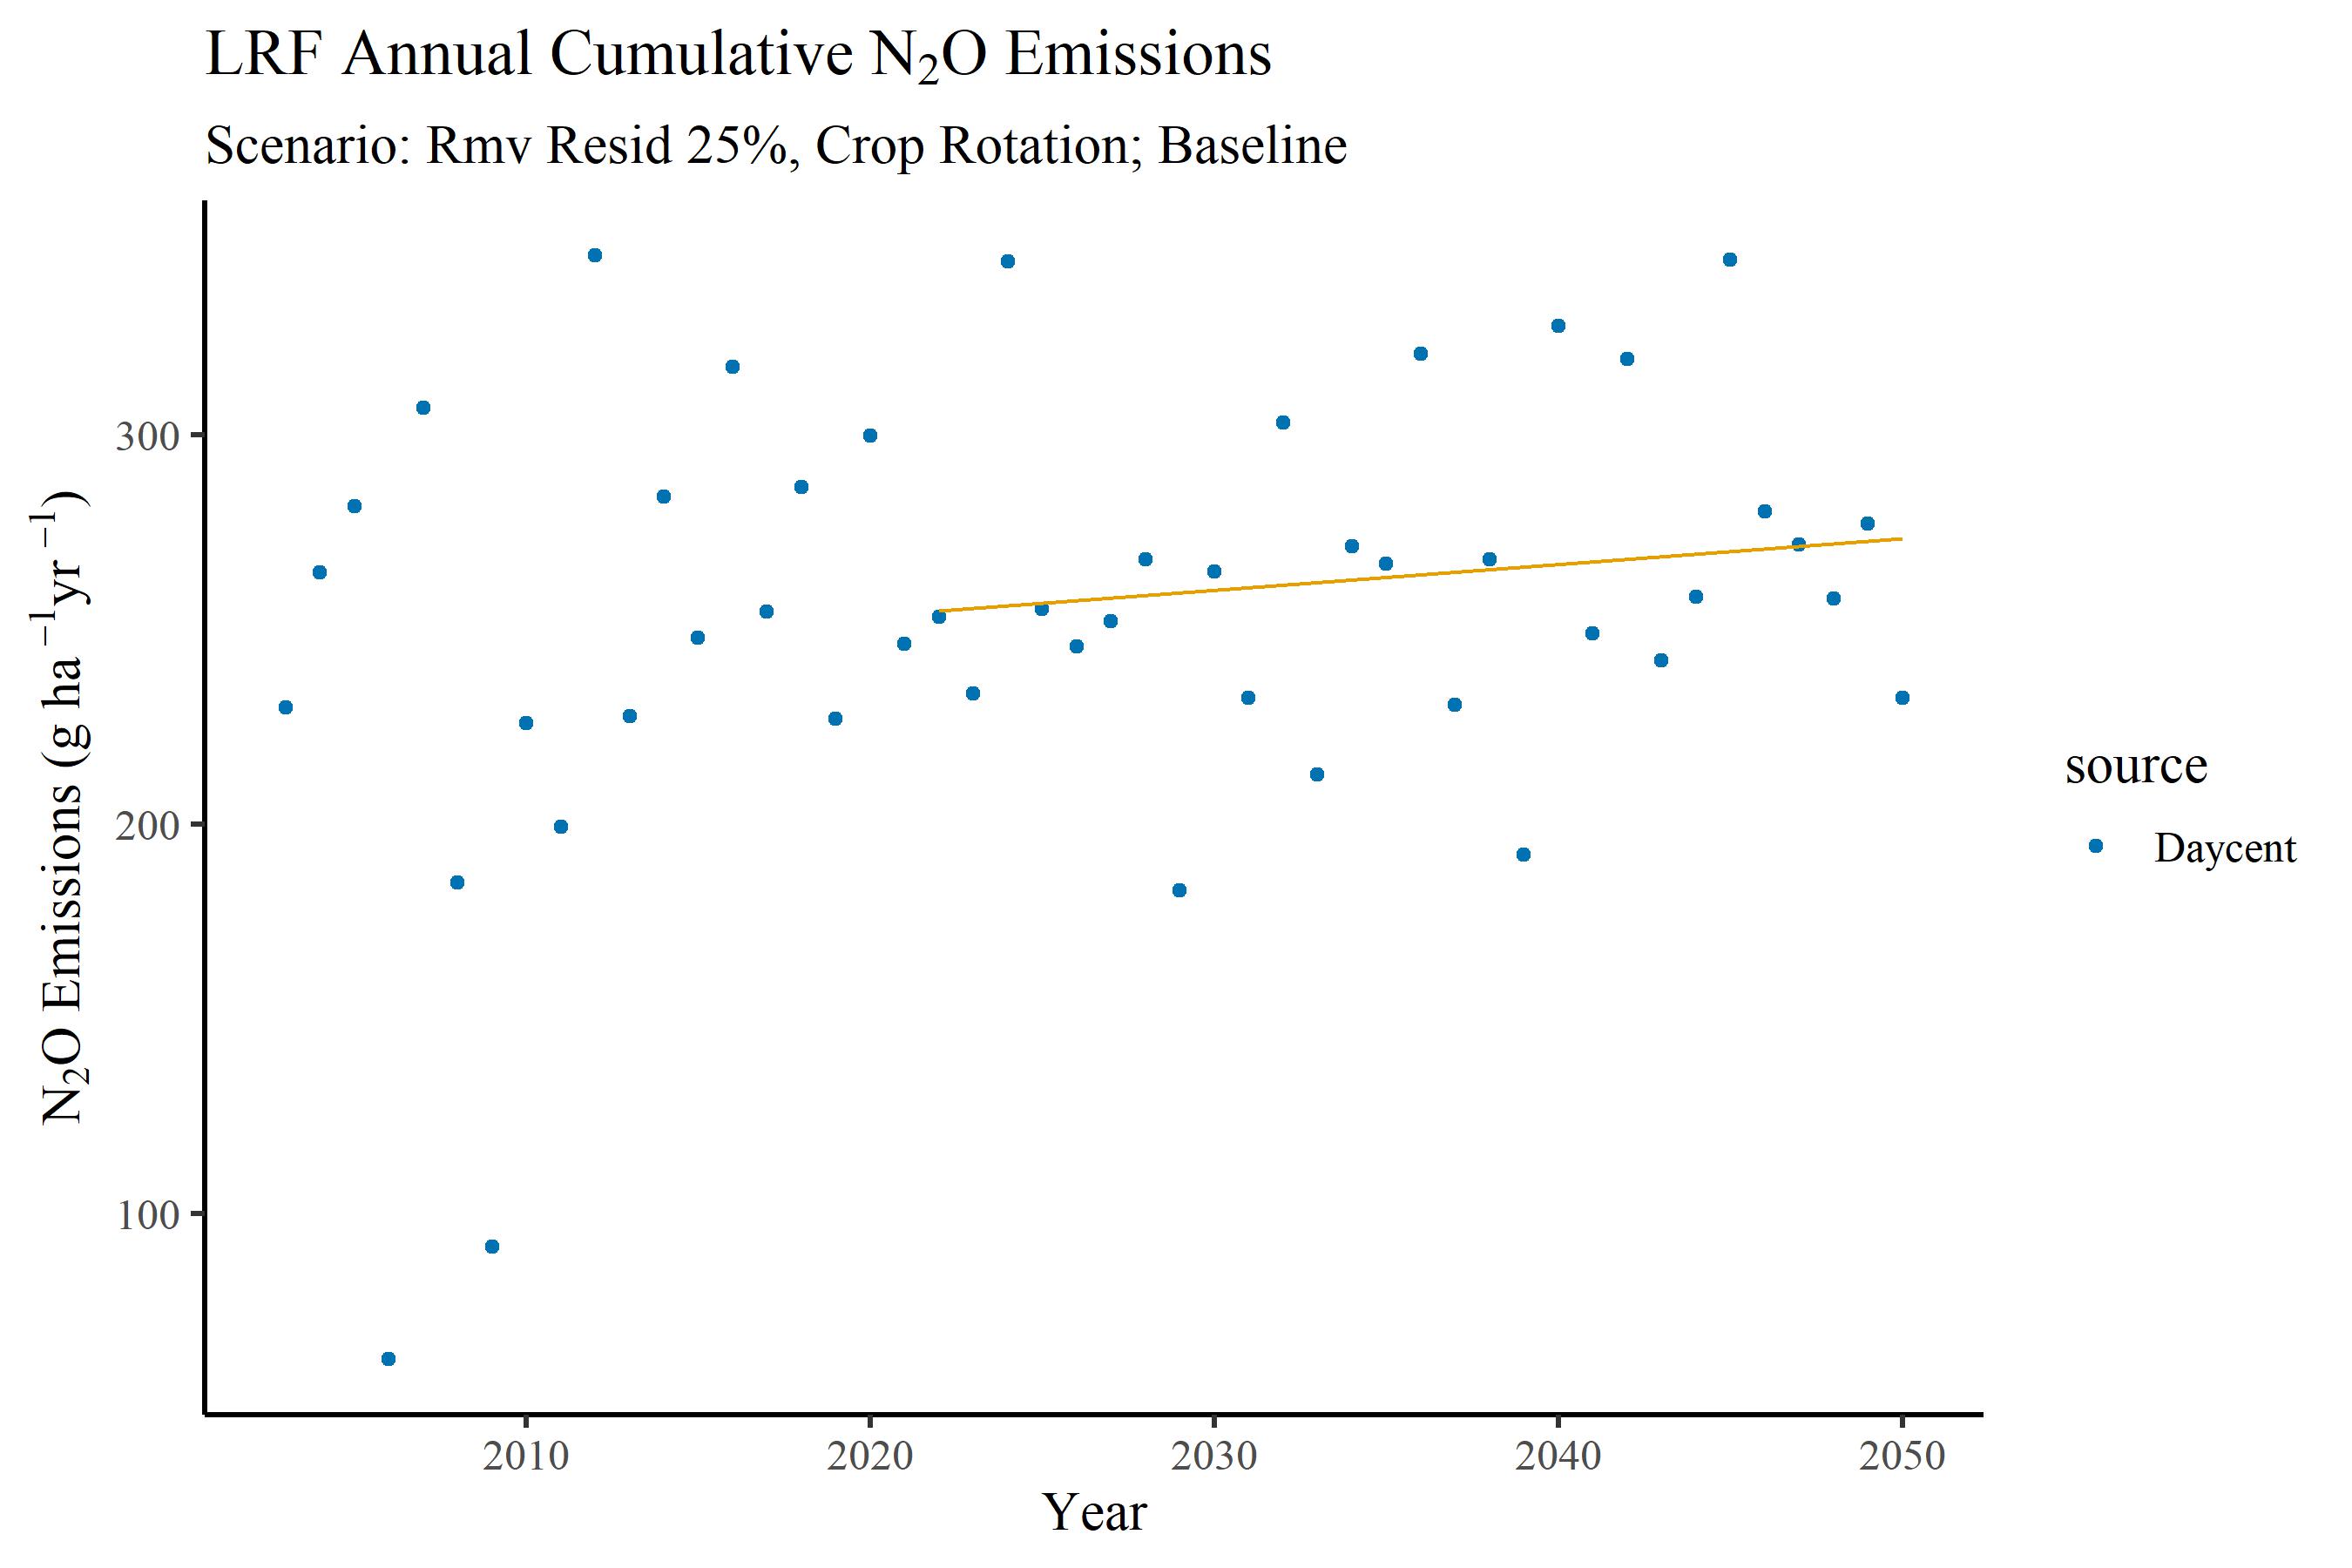 LRF Annual Cumulative N₂O Emissions
Scenario: Rmv Resid 25%, Crop Rotation; Baseline
N₂O Emissions (g ha ⁻¹yr ⁻¹)
300
200
100
2010
2020
2030
2040
2050
Year
source
Daycent